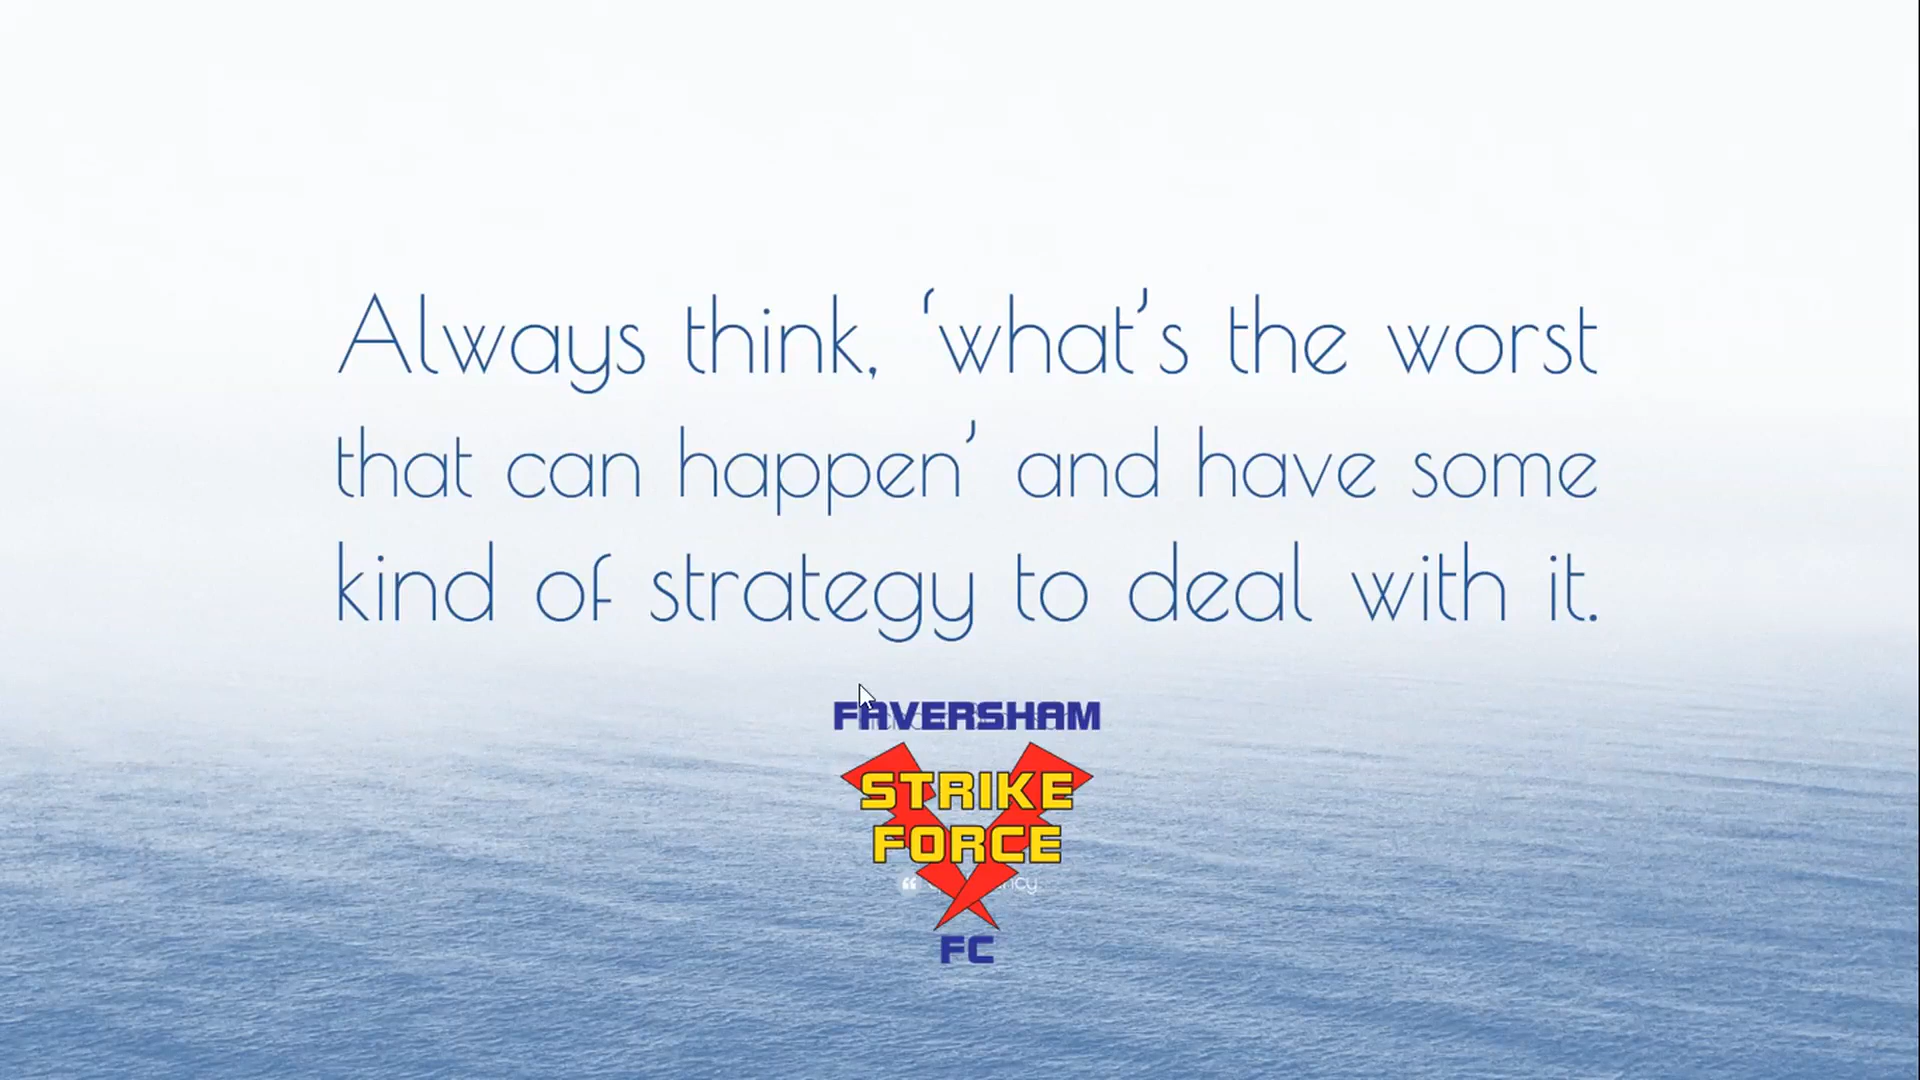 Always think, ‘what’s the worst
that can happen’ and have some
kind of strategy to deal with it.
FAVERSHAM
STRIKE
FORCE
FC